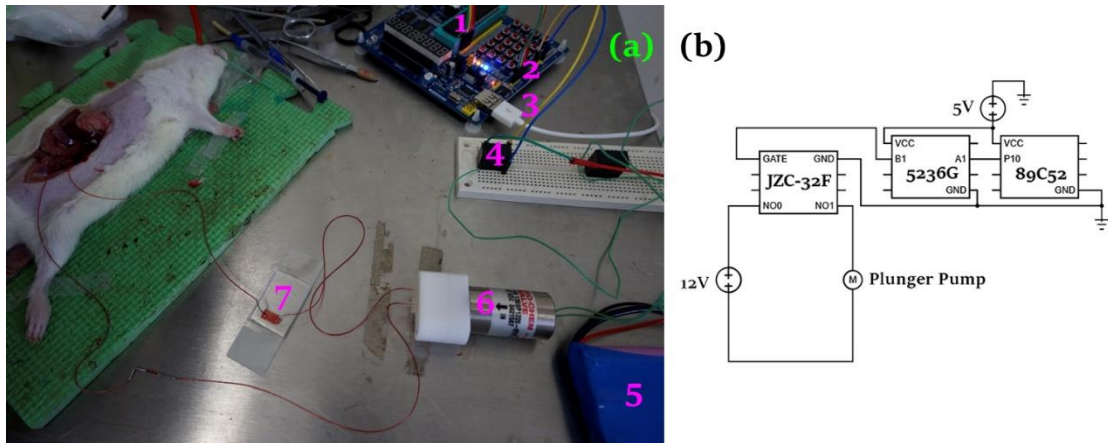 (a)
1
2
3
4
5
6
7
(b)
5V
VCC
B1
A1
5236G
GND
VCC
P10
89C52
GND
GATE
GND
JZC-32F
NO0
NO1
12V
M
Plunger Pump
IN